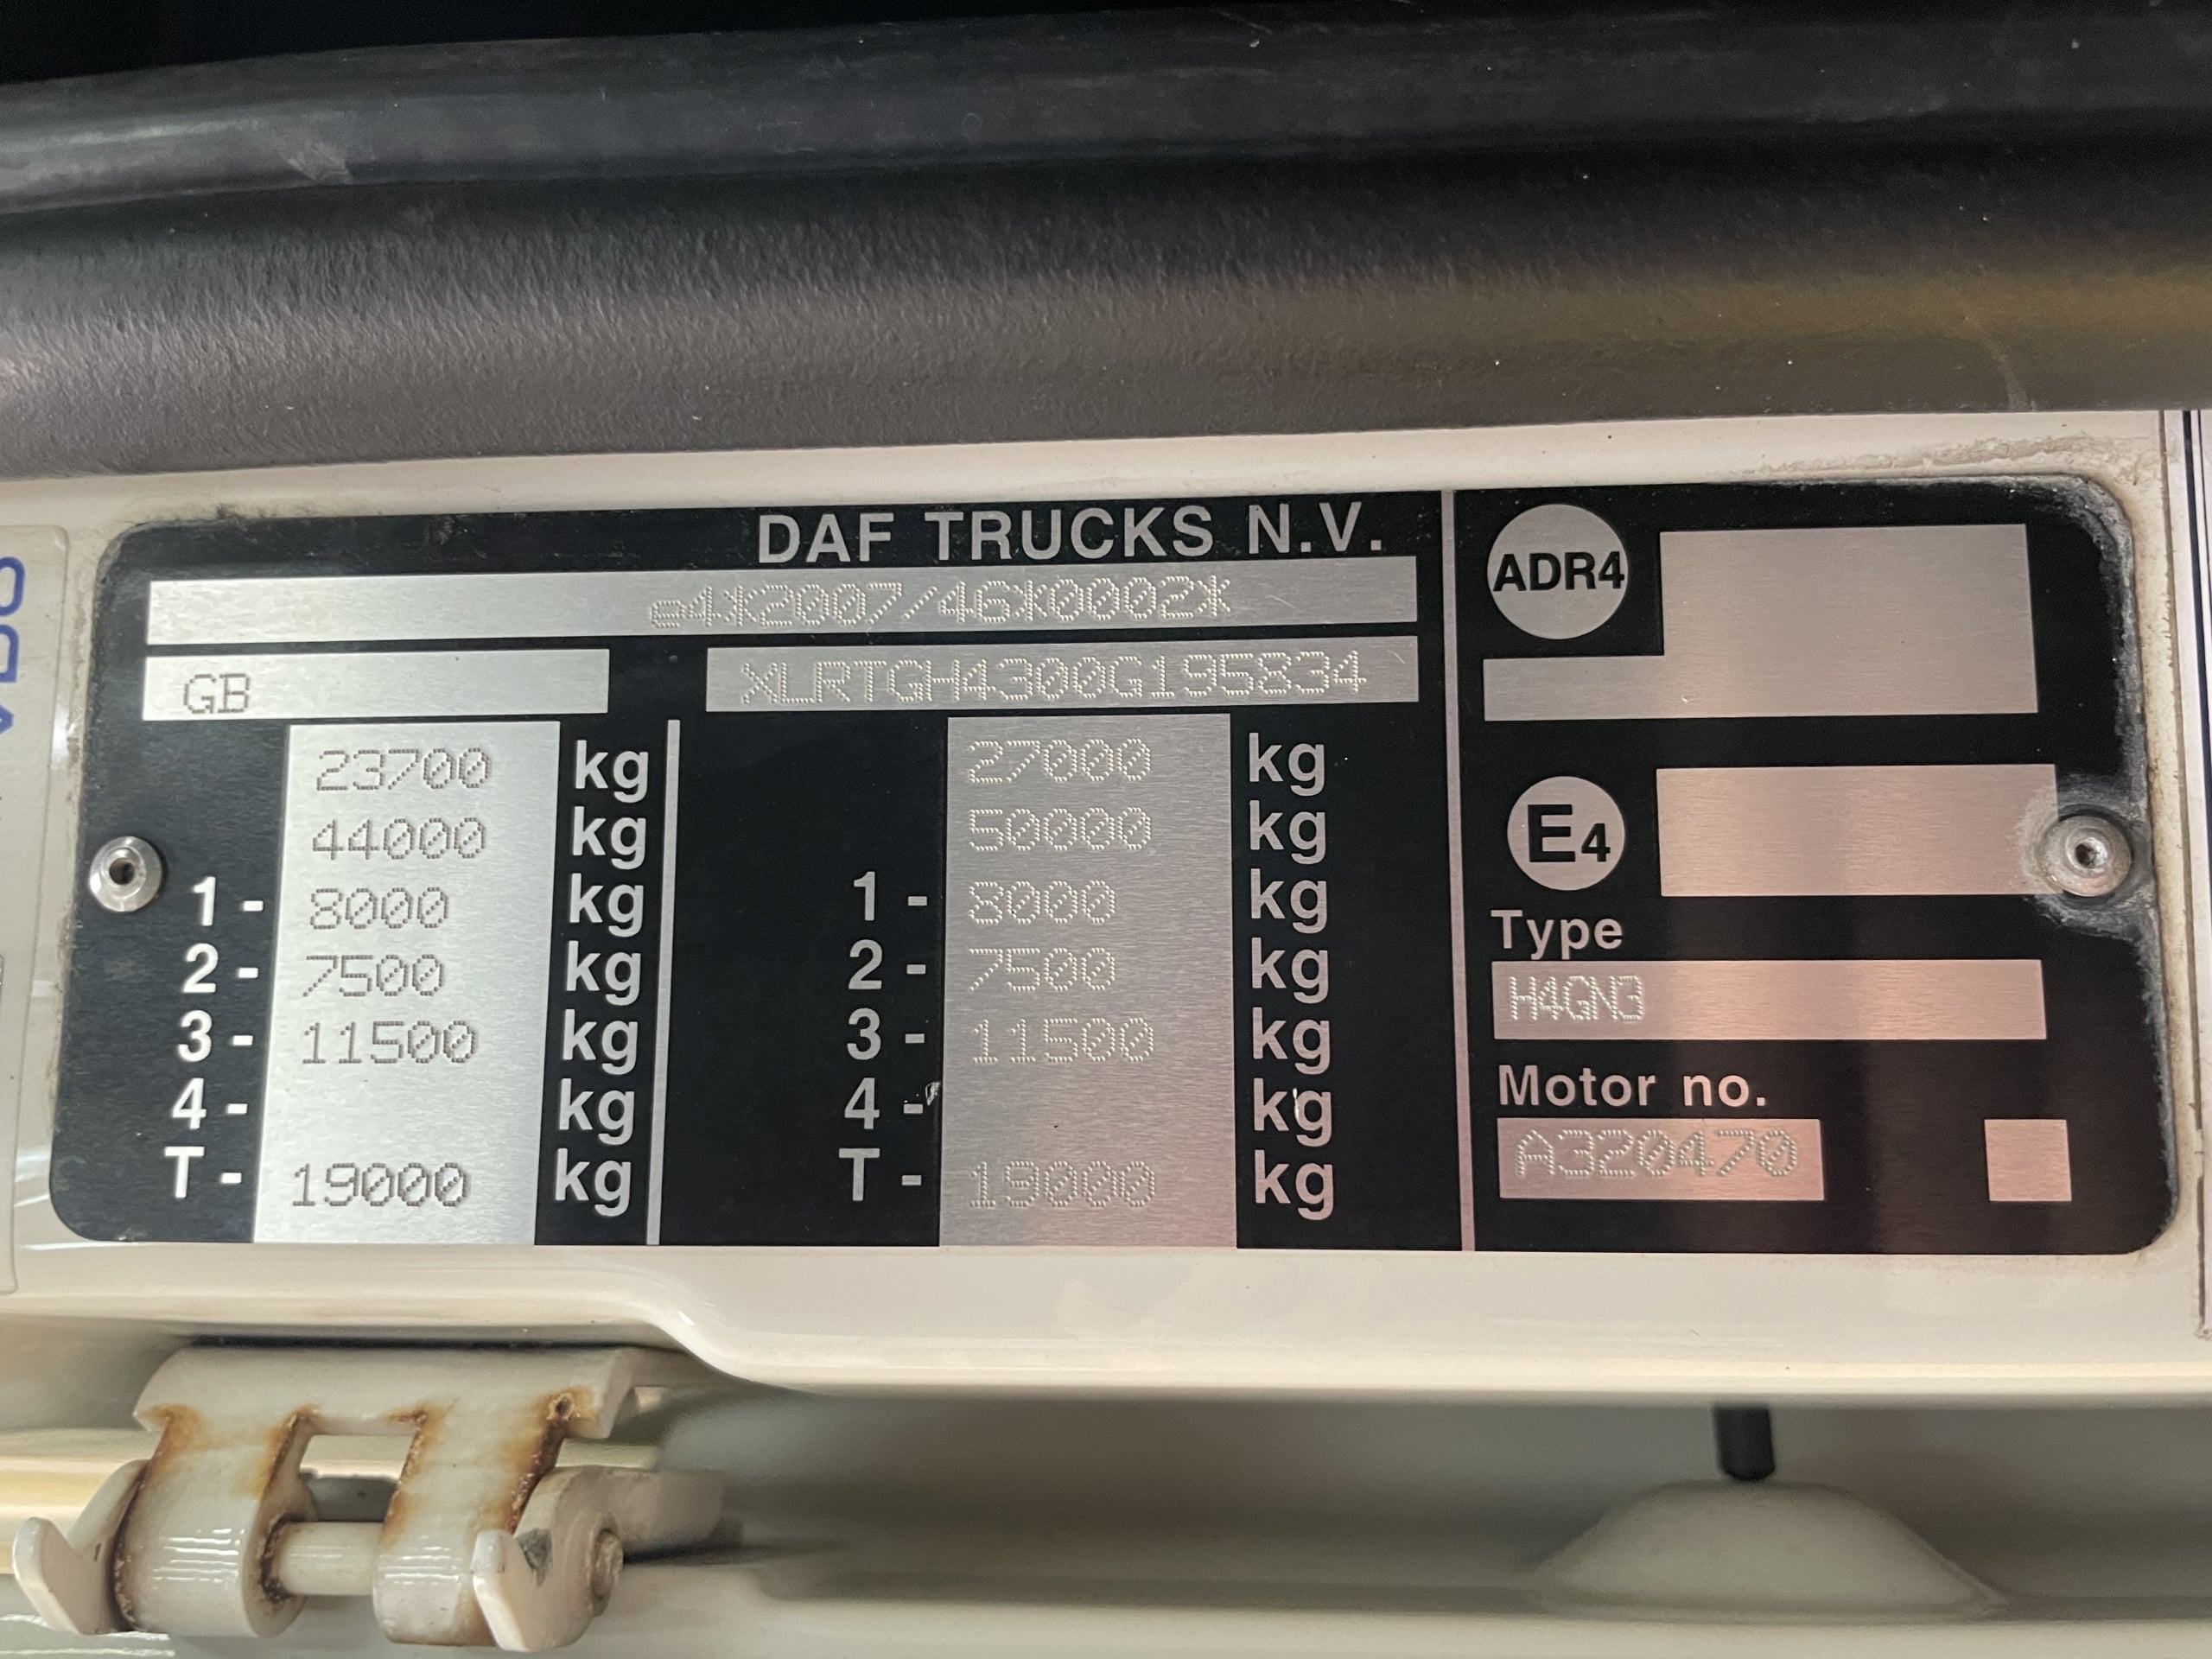 DAF TRUCKS N.V.
e4*2007/46*0002*
GB
XLRTGH4300G195834
23700 kg
44000 kg
1 - 8000 kg
2 - 7500 kg
3 - 11500 kg
4 - kg
T - 19000 kg
27000 kg
50000 kg
1 - 8000 kg
2 - 7500 kg
3 - 11500 kg
4 - kg
T - 19000 kg
ADR4
E4
Type
H4GN3
Motor no.
A320470